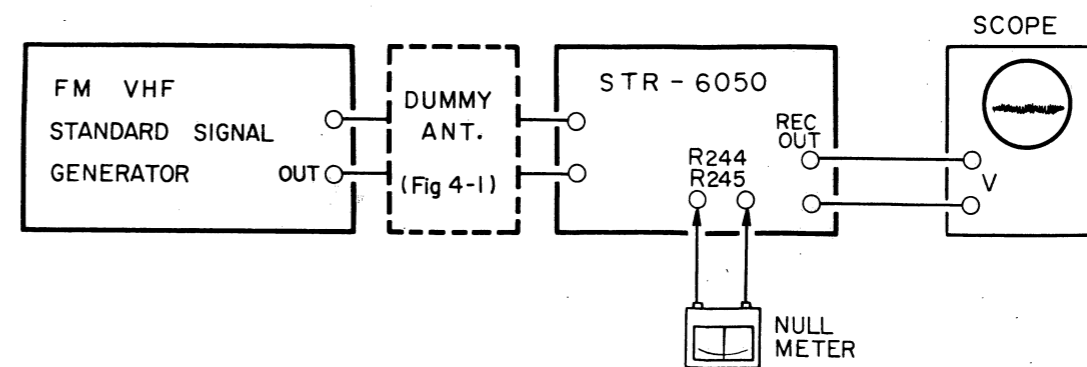 FM VHF
STANDARD SIGNAL
GENERATOR
OUT
DUMMY
ANT.
(Fig 4-1)
STR-6050
REC
OUT
R244
R245
SCOPE
V
NULL
METER